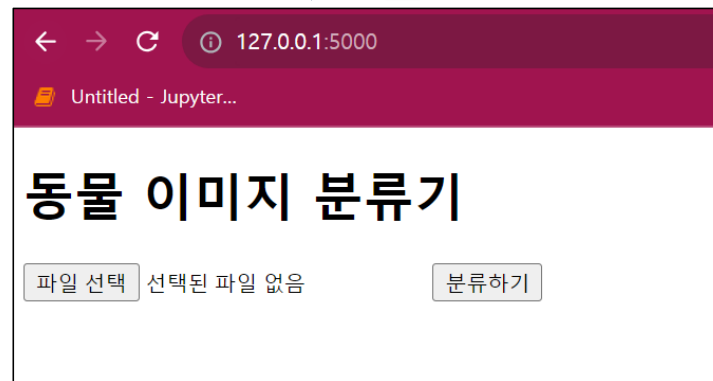 127.0.0.1:5000
Untitled - Jupyter...
동물 이미지 분류기
파일 선택 선택된 파일 없음 분류하기